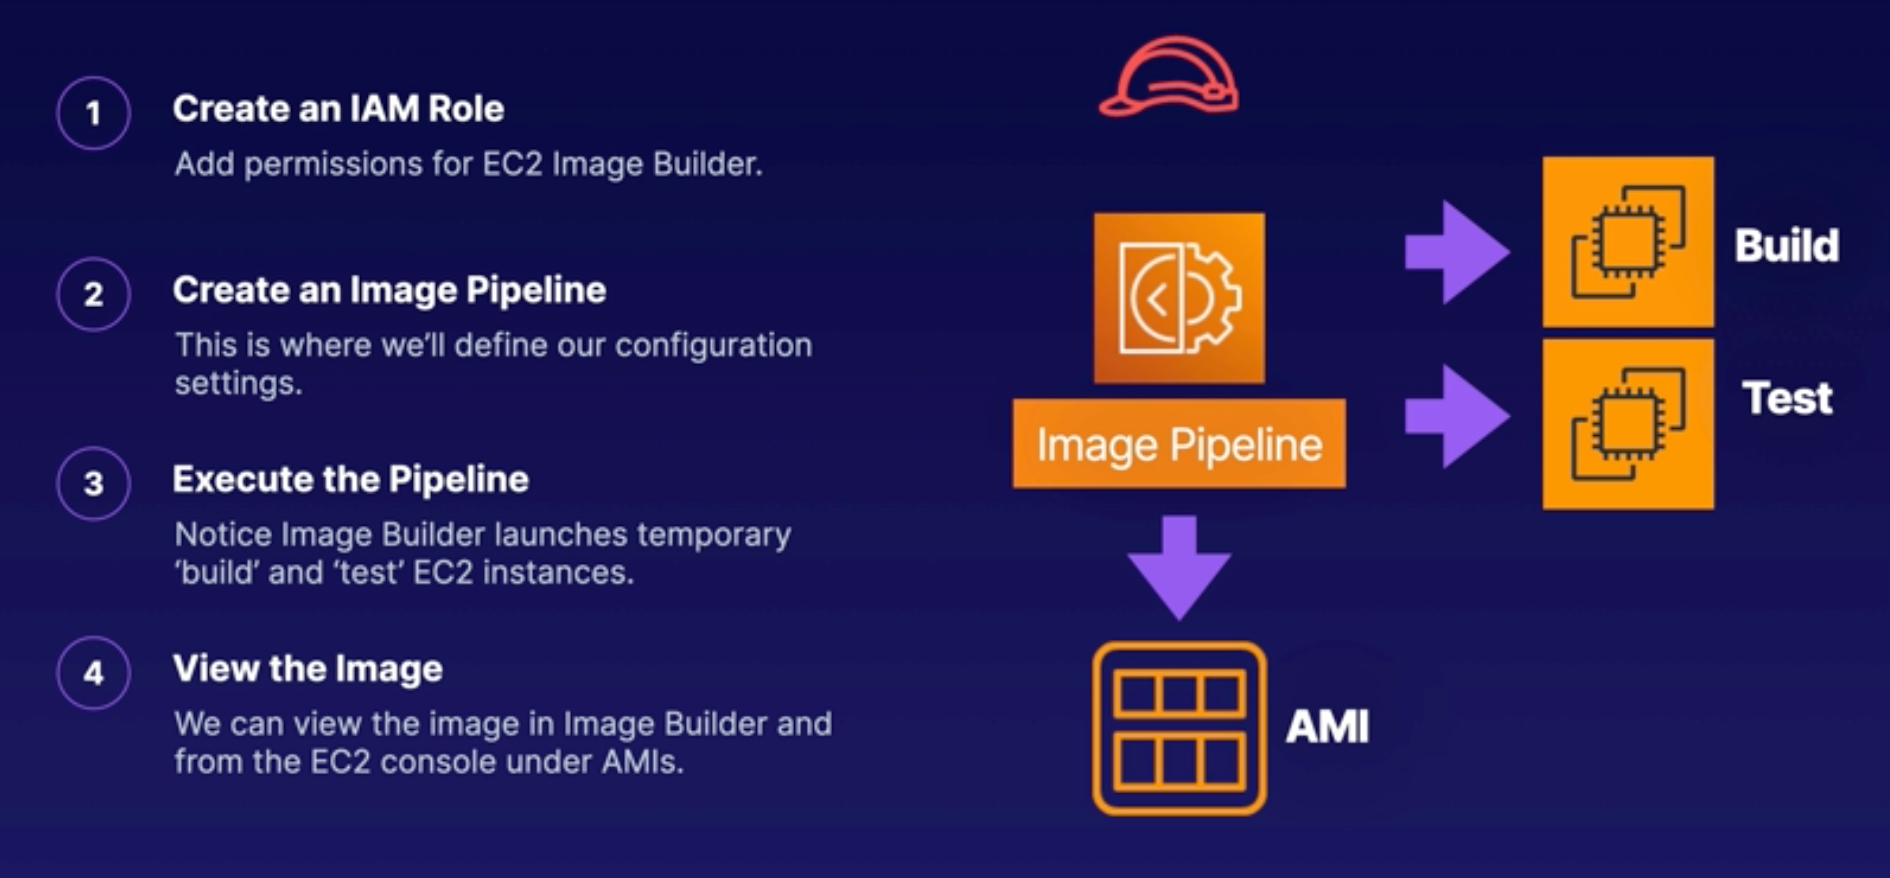 1
Create an IAM Role
Add permissions for EC2 Image Builder.
2
Create an Image Pipeline
This is where we’ll define our configuration
settings.
3
Execute the Pipeline
Notice Image Builder launches temporary
‘build’ and ‘test’ EC2 instances.
4
View the Image
We can view the image in Image Builder and
from the EC2 console under AMIs.
Image Pipeline
Build
Test
AMI